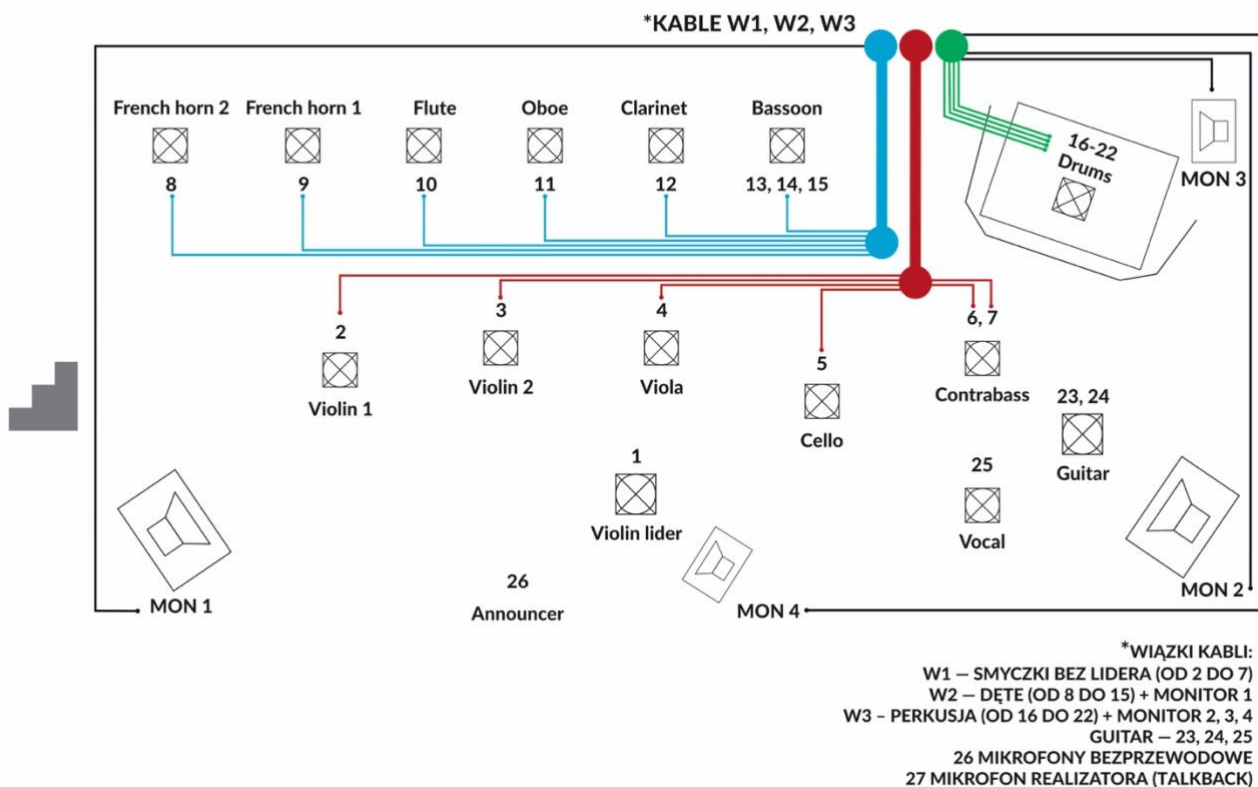 *KABLE W1, W2, W3
French horn 2 French horn 1 Flute Oboe Clarinet Bassoon
8 9 10 11 12 13, 14, 15
16-22
Drums
MON 3
2 3 4 5 6, 7
Violin 1 Violin 2 Viola Cello Contrabass
23, 24
Guitar
1
Violin lider
25
Vocal
MON 1
26
Announcer
MON 4
MON 2
*WIĄZKI KABLI:
W1 — SMYCZKI BEZ LIDERA (OD 2 DO 7)
W2 — DĘTE (OD 8 DO 15) + MONITOR 1
W3 – PERKUSJA (OD 16 DO 22) + MONITOR 2, 3, 4
GUITAR — 23, 24, 25
26 MIKROFONY BEZPRZEWODOWE
27 MIKROFON REALIZATORA (TALKBACK)